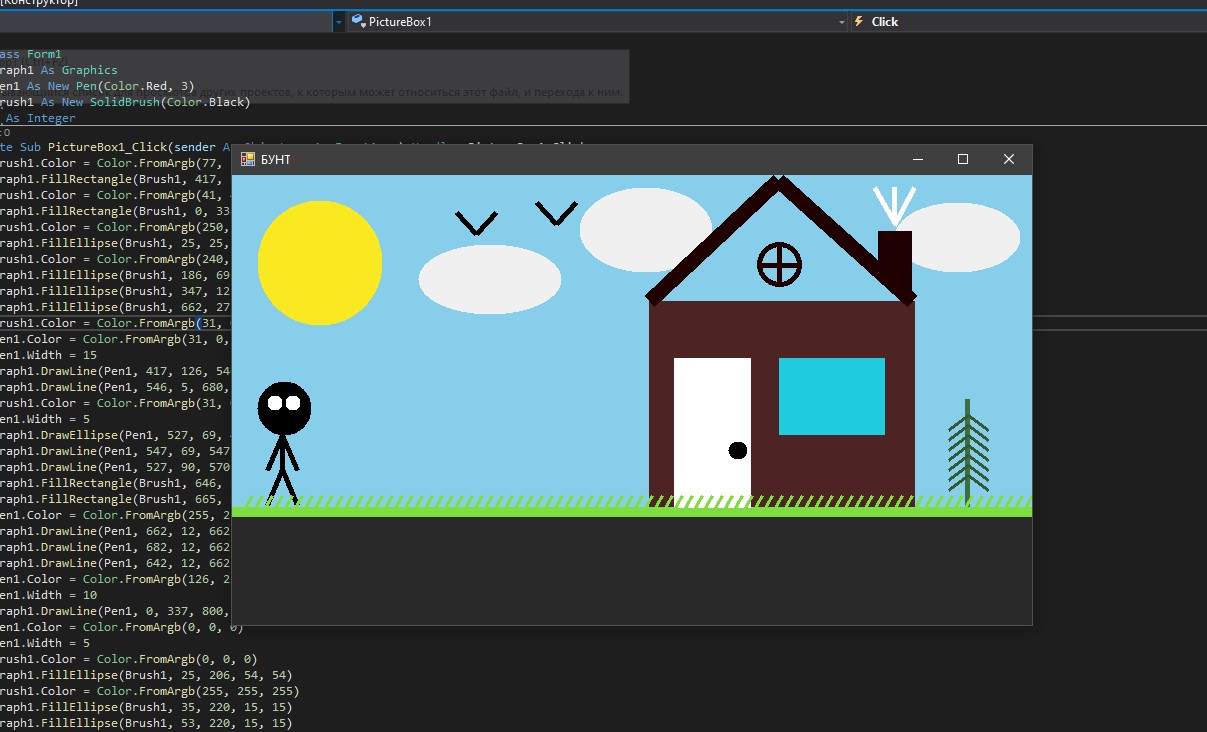 [Конструктор]
PictureBox1 Click
ass Form1
raph1 As Graphics
en1 As New Pen(Color.Red, 3)
других проектов, к которым может относиться этот файл, и перехода к ним.
rush1 As New SolidBrush(Color.Black)
As Integer
te Sub PictureBox1_Click(sender A
БУНТ
rush1.Color = Color.FromArgb(77,
raph1.FillRectangle(Brush1, 417,
rush1.Color = Color.FromArgb(41,
raph1.FillRectangle(Brush1, 0, 33
rush1.Color = Color.FromArgb(250,
raph1.FillEllipse(Brush1, 25, 25,
rush1.Color = Color.FromArgb(240,
raph1.FillEllipse(Brush1, 186, 69
raph1.FillEllipse(Brush1, 347, 12
raph1.FillEllipse(Brush1, 662, 27
rush1.Color = Color.FromArgb(31,
en1.Color = Color.FromArgb(31, 0,
en1.Width = 15
raph1.DrawLine(Pen1, 417, 126, 54
raph1.DrawLine(Pen1, 546, 5, 680,
rush1.Color = Color.FromArgb(31,
en1.Width = 5
raph1.DrawEllipse(Pen1, 527, 69,
raph1.DrawLine(Pen1, 547, 69, 547
raph1.DrawLine(Pen1, 527, 90, 570
raph1.FillRectangle(Brush1, 646,
raph1.FillRectangle(Brush1, 665,
en1.Color = Color.FromArgb(255, 2
raph1.DrawLine(Pen1, 662, 12, 662
raph1.DrawLine(Pen1, 682, 12, 662
raph1.DrawLine(Pen1, 642, 12, 662
en1.Color = Color.FromArgb(126, 2
en1.Width = 10
raph1.DrawLine(Pen1, 0, 337, 800,
en1.Color = Color.FromArgb(0, 0, 0)
en1.Width = 5
rush1.Color = Color.FromArgb(0, 0, 0)
raph1.FillEllipse(Brush1, 25, 206, 54, 54)
rush1.Color = Color.FromArgb(255, 255, 255)
raph1.FillEllipse(Brush1, 35, 220, 15, 15)
raph1.FillEllipse(Brush1, 53, 220, 15, 15)